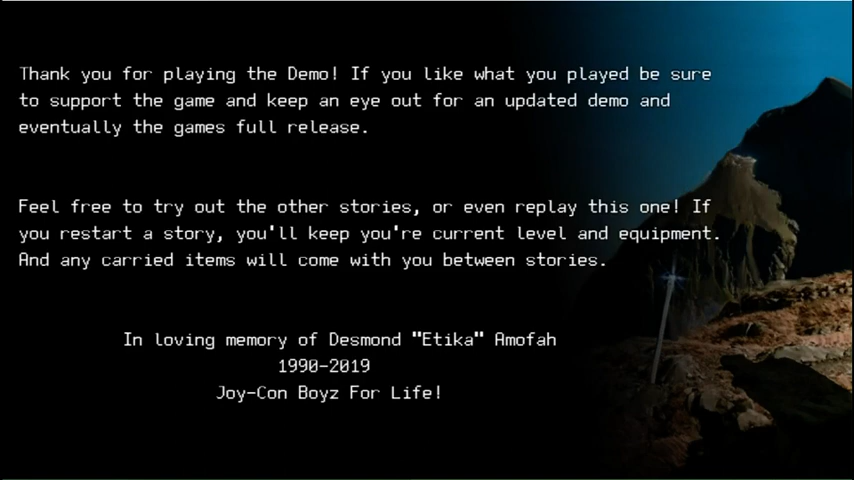 Thank you for playing the Demo! If you like what you played be sure
to support the game and keep an eye out for an updated demo and
eventually the games full release.
Feel free to try out the other stories, or even replay this one! If
you restart a story, you'll keep you're current level and equipment.
And any carried items will come with you between stories.
In loving memory of Desmond "Etika" Amofah
1990-2019
Joy-Con Boyz For Life!